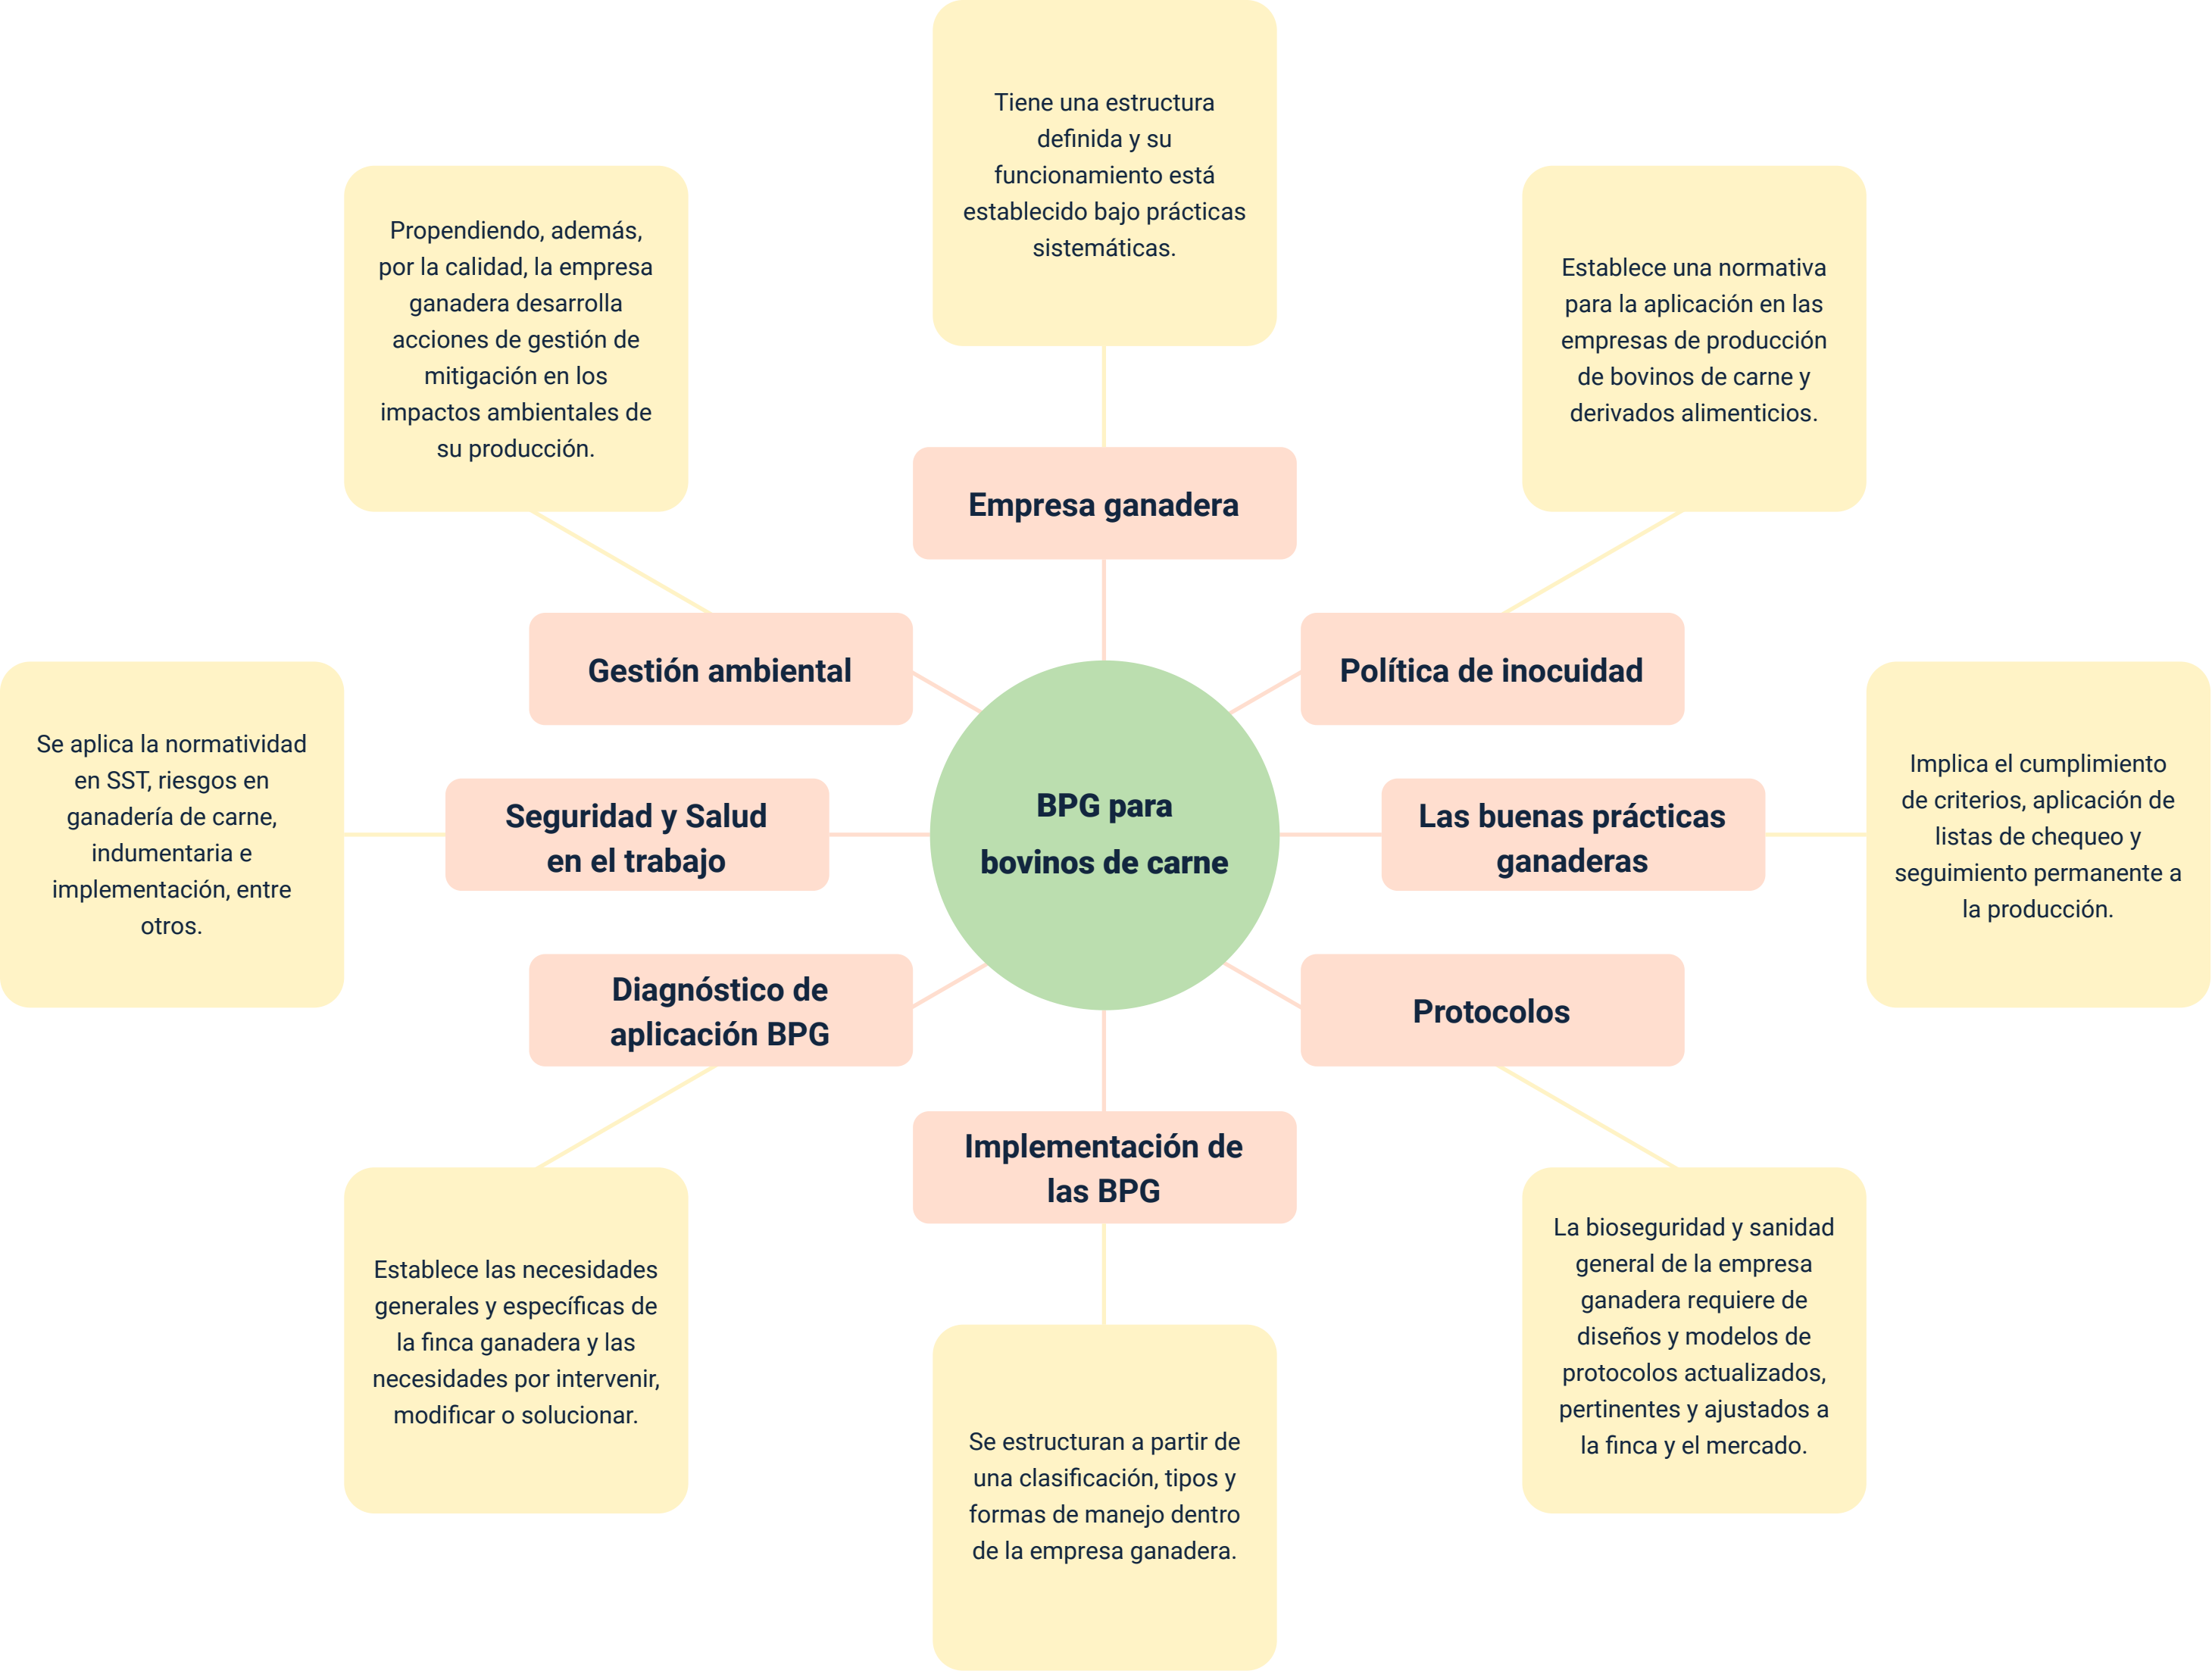 BPG para
bovinos de carne
Empresa ganadera
Tiene una estructura
definida y su
funcionamiento está
establecido bajo prácticas
sistemáticas.
Política de inocuidad
Establece una normativa
para la aplicación en las
empresas de producción
de bovinos de carne y
derivados alimenticios.
Las buenas prácticas
ganaderas
Implica el cumplimiento
de criterios, aplicación de
listas de chequeo y
seguimiento permanente a
la producción.
Protocolos
La bioseguridad y sanidad
general de la empresa
ganadera requiere de
diseños y modelos de
protocolos actualizados,
pertinentes y ajustados a
la finca y el mercado.
Implementación de
las BPG
Se estructuran a partir de
una clasificación, tipos y
formas de manejo dentro
de la empresa ganadera.
Diagnóstico de
aplicación BPG
Establece las necesidades
generales y específicas de
la finca ganadera y las
necesidades por intervenir,
modificar o solucionar.
Seguridad y Salud
en el trabajo
Se aplica la normatividad
en SST, riesgos en
ganadería de carne,
indumentaria e
implementación, entre
otros.
Gestión ambiental
Propendiendo, además,
por la calidad, la empresa
ganadera desarrolla
acciones de gestión de
mitigación en los
impactos ambientales de
su producción.